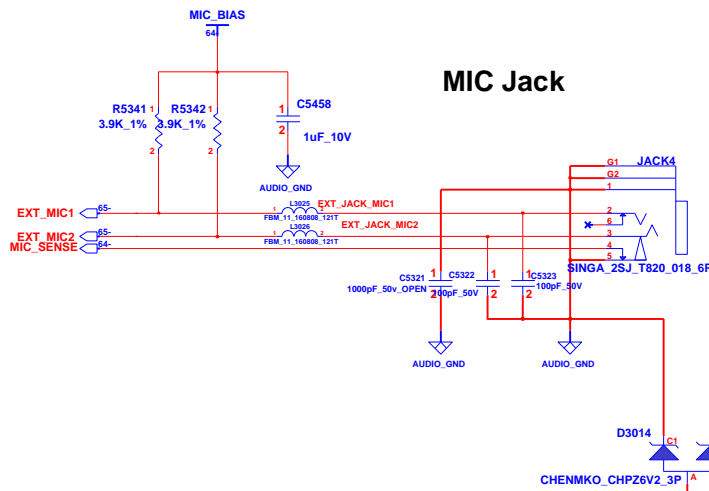 MIC_BIAS
64-
MIC Jack
R5341
R5342
1
1
3.9K_1%
3.9K_1%
2
2
C5458
1
2
1uF_10V
AUDIO_GND
G1
G2
1
JACK4
EXT_MIC1
65-
1
L3025
2
EXT_JACK_MIC1
FBM_11_160808_121T
2
6
EXT_MIC2
65-
1
L3026
2
EXT_JACK_MIC2
3
MIC_SENSE
64-
FBM_11_160808_121T
4
5
SINGA_2SJ_T820_018_6P
C5321
1
2
1000pF_50v_OPEN
C5322
1
2
100pF_50V
C5323
1
2
100pF_50V
AUDIO_GND
AUDIO_GND
D3014
C1
CHENMKO_CHPZ6V2_3P
A